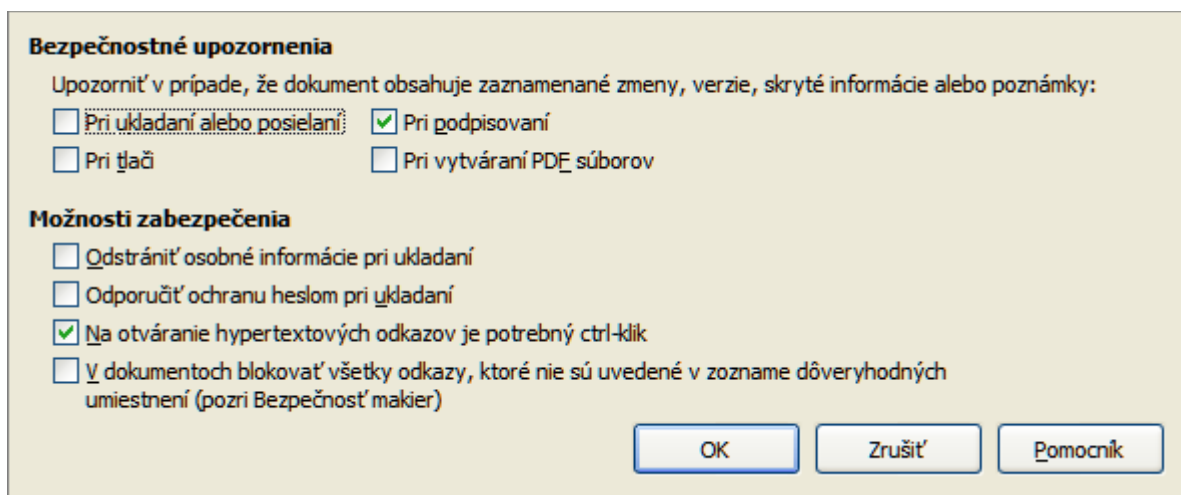 Bezpečnostné upozornenia
Upozorniť v prípade, že dokument obsahuje zaznamenané zmeny, verzie, skryté informácie alebo poznámky:
Pri ukladaní alebo posielaní Pri podpisovaní
Pri tlači Pri vytváraní PDF súborov
Možnosti zabezpečenia
Odstrániť osobné informácie pri ukladaní
Odporučiť ochranu heslom pri ukladaní
Na otváranie hypertextových odkazov je potrebný ctrl-klik
V dokumentoch blokovať všetky odkazy, ktoré nie sú uvedené v zozname dôveryhodných
umiestnení (pozri Bezpečnosť makier)
OK Zrušiť Pomocník